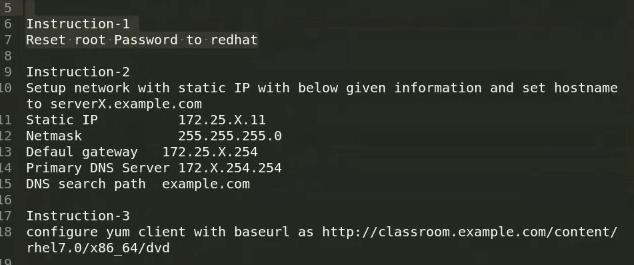 5
6 Instruction-1
7 Reset root Password to redhat
8
9 Instruction-2
10 Setup network with static IP with below given information and set hostname
to serverX.example.com
11 Static IP 172.25.X.11
12 Netmask 255.255.255.0
13 Defaul gateway 172.25.X.254
14 Primary DNS Server 172.X.254.254
15 DNS search path example.com
16
17 Instruction-3
18 configure yum client with baseurl as http://classroom.example.com/content/
rhel7.0/x86_64/dvd
19